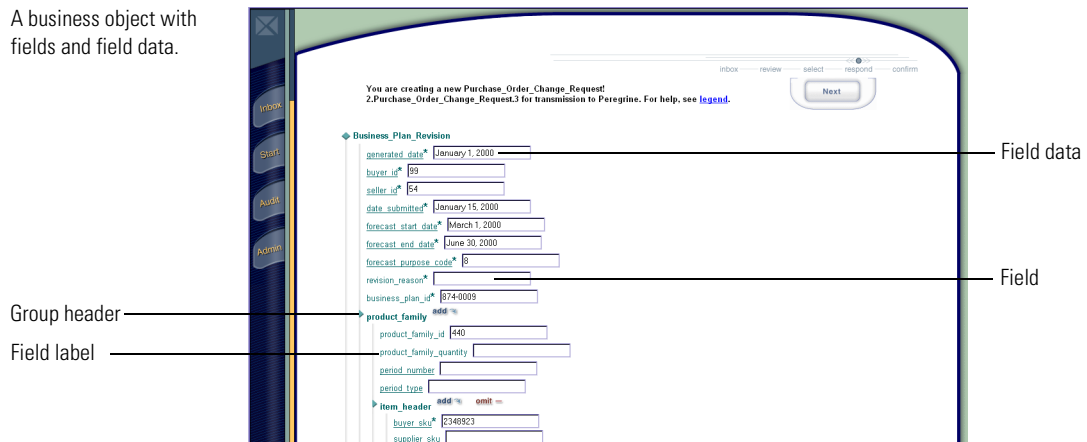 A business object with
fields and field data.
inbox review select respond confirm
You are creating a new Purchase_Order_Change_Request!
2.Purchase_Order_Change_Request.3 for transmission to Peregrine. For help, see legend.
Next
Inbox
Start
Audit
Admin
Business_Plan_Revision
generated_date* January 1, 2000
Field data
buyer_id* 99
seller_id* 54
date_submitted* January 15, 2000
forecast_start_date* March 1, 2000
forecast_end_date* June 30, 2000
forecast_purpose_code* 8
revision_reason*
Field
business_plan_id* 874-0009
Group header
product_family add
product_family_id 440
Field label
product_family_quantity
period_number
period_type
item_header add omit
buyer_sku* 2348923
supplier_sku